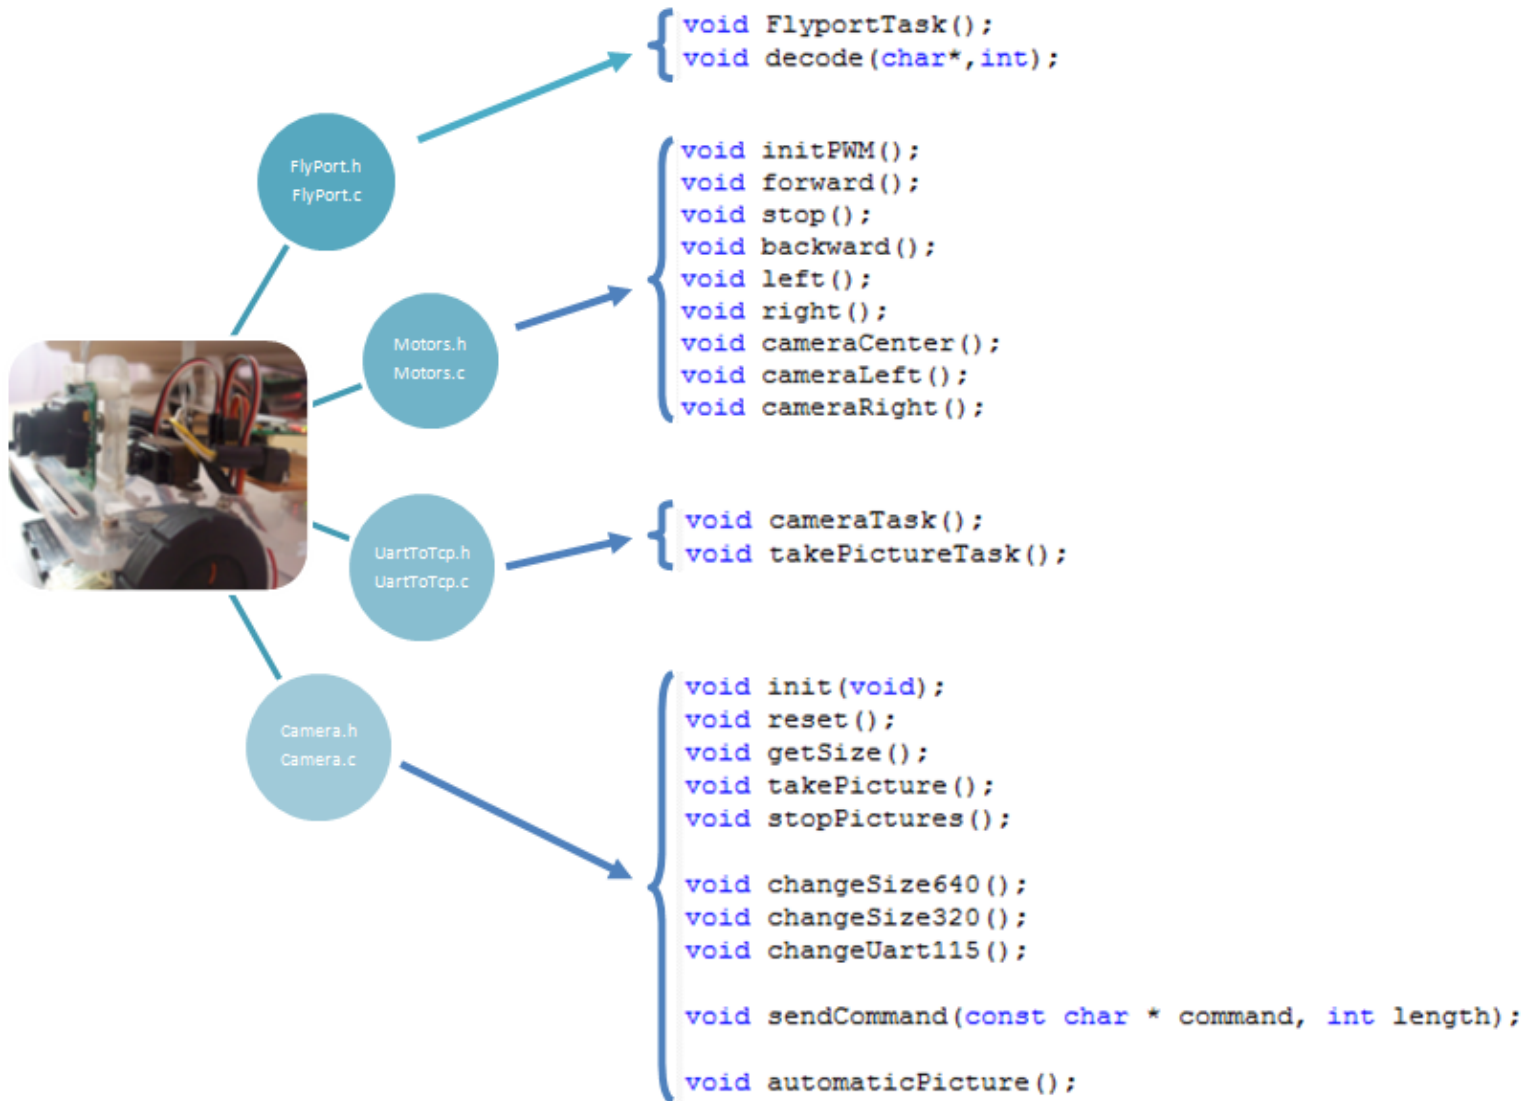 void FlyportTask();
void decode(char*,int);
FlyPort.h
FlyPort.c
void initPWM();
void forward();
void stop();
void backward();
void left();
void right();
void cameraCenter();
void cameraLeft();
void cameraRight();
Motors.h
Motors.c
void cameraTask();
void takePictureTask();
UartToTcp.h
UartToTcp.c
void init(void);
void reset();
void getSize();
void takePicture();
void stopPictures();
void changeSize640();
void changeSize320();
void changeUart115();
void sendCommand(const char * command, int length);
void automaticPicture();
Camera.h
Camera.c